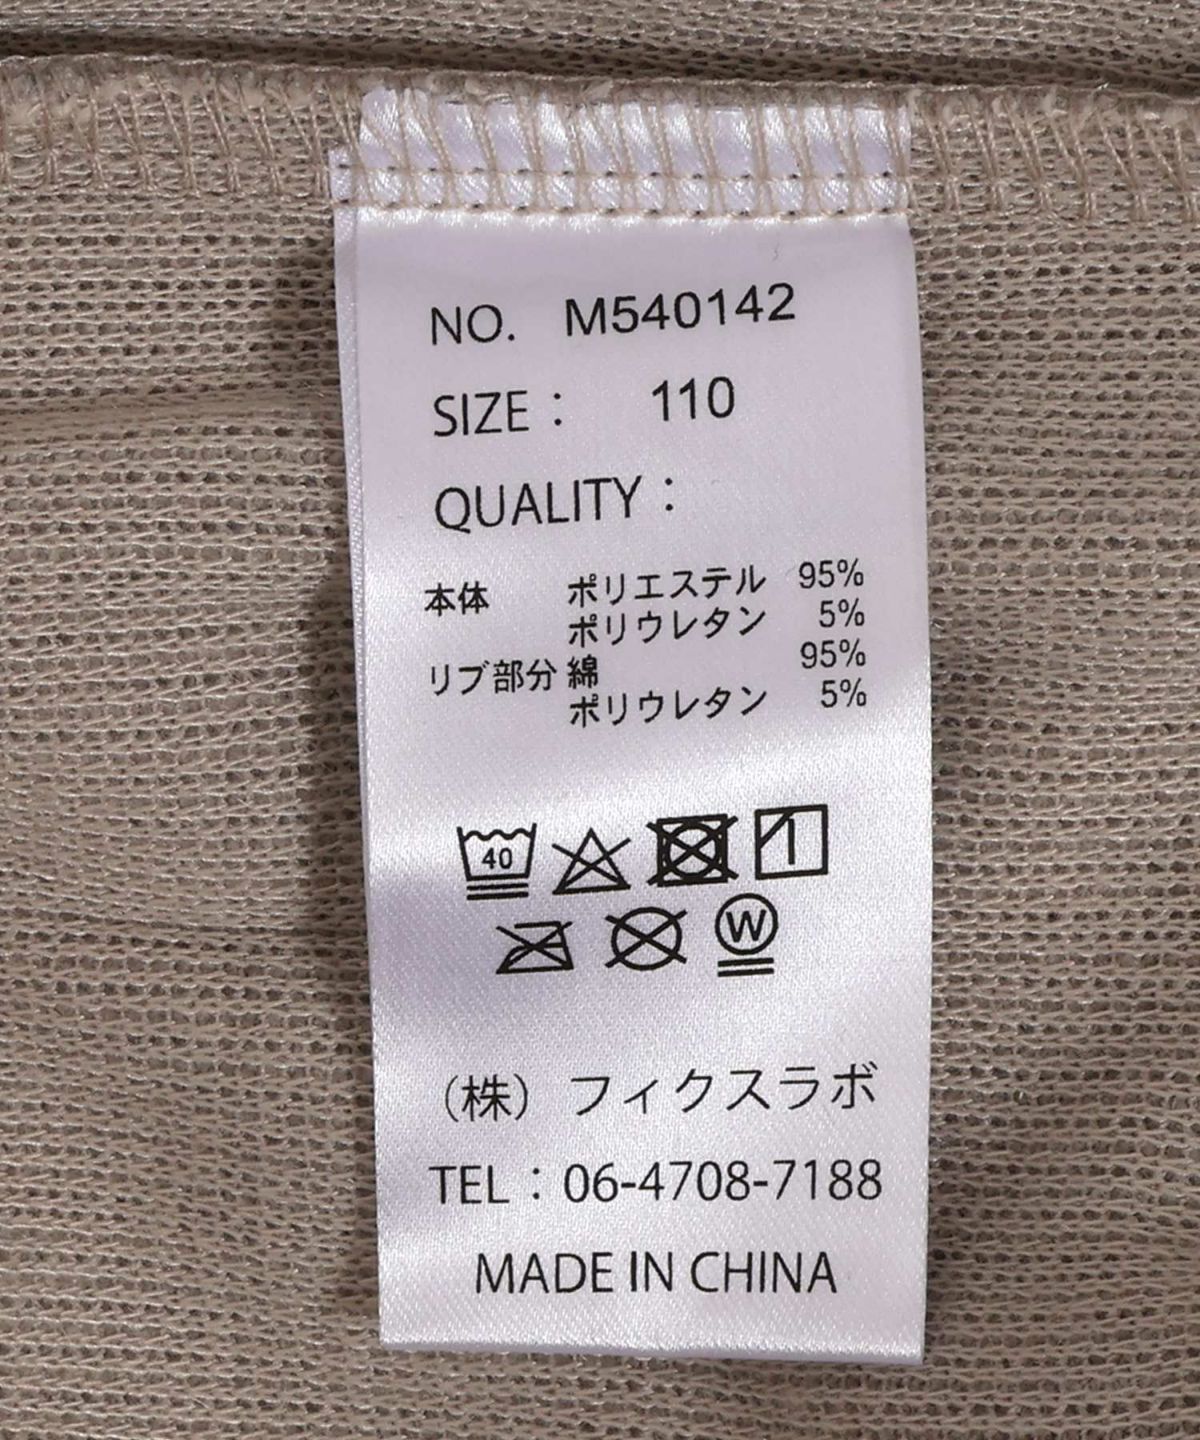 NO. M540142
SIZE： 110
QUALITY：
本体 ポリエステル 95%
ポリウレタン 5%
リブ部分 綿 95%
ポリウレタン 5%
40
W
（株） フィクスラボ
TEL：06-4708-7188
MADE IN CHINA